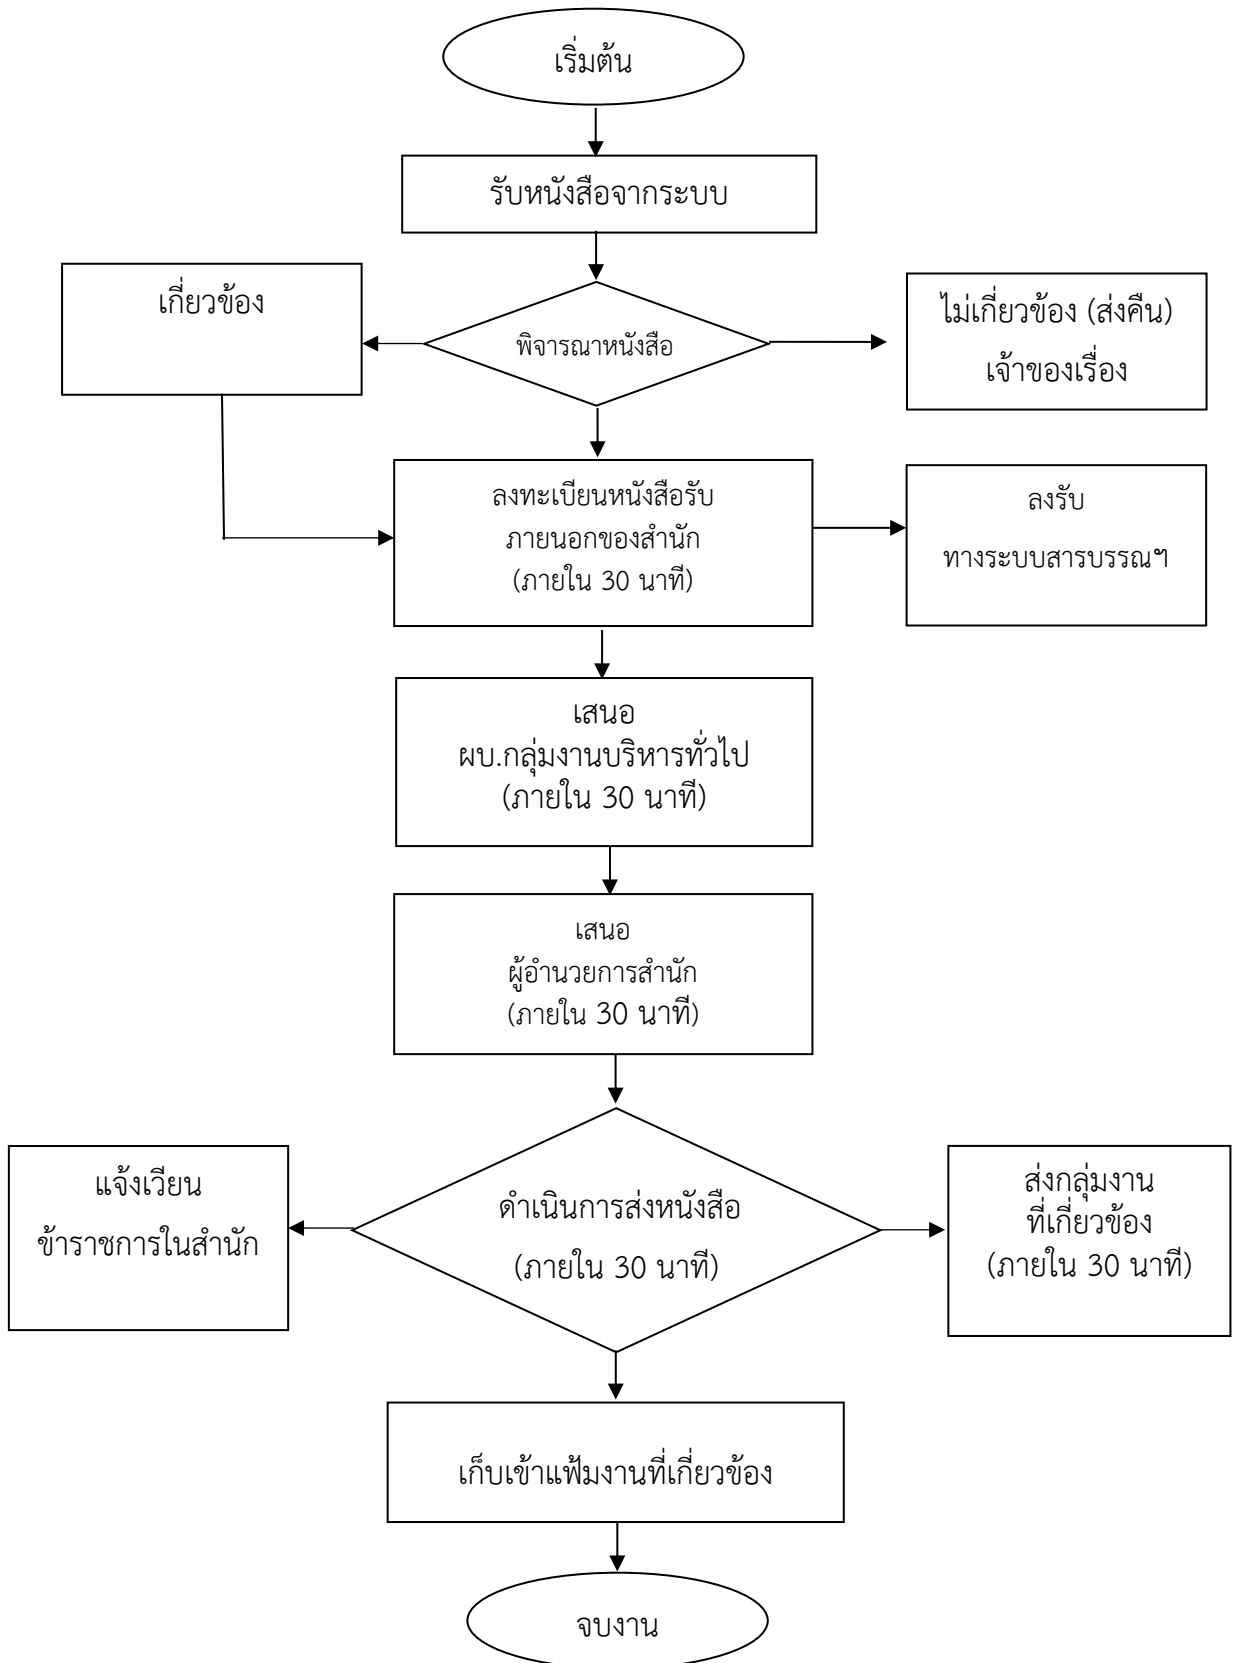 เริ่มต้น
รับหนังสือจากระบบ
เกี่ยวข้อง
พิจารณาหนังสือ
ไม่เกี่ยวข้อง (ส่งคืน)
เจ้าของเรื่อง
ลงทะเบียนหนังสือรับ
ภายนอกของสำนัก
(ภายใน 30 นาที)
ลงรับ
ทางระบบสารบรรณฯ
เสนอ
ผบ.กลุ่มงานบริหารทั่วไป
(ภายใน 30 นาที)
เสนอ
ผู้อำนวยการสำนัก
(ภายใน 30 นาที)
แจ้งเวียน
ข้าราชการในสำนัก
ดำเนินการส่งหนังสือ
(ภายใน 30 นาที)
ส่งกลุ่มงาน
ที่เกี่ยวข้อง
(ภายใน 30 นาที)
เก็บเข้าแฟ้มงานที่เกี่ยวข้อง
จบงาน